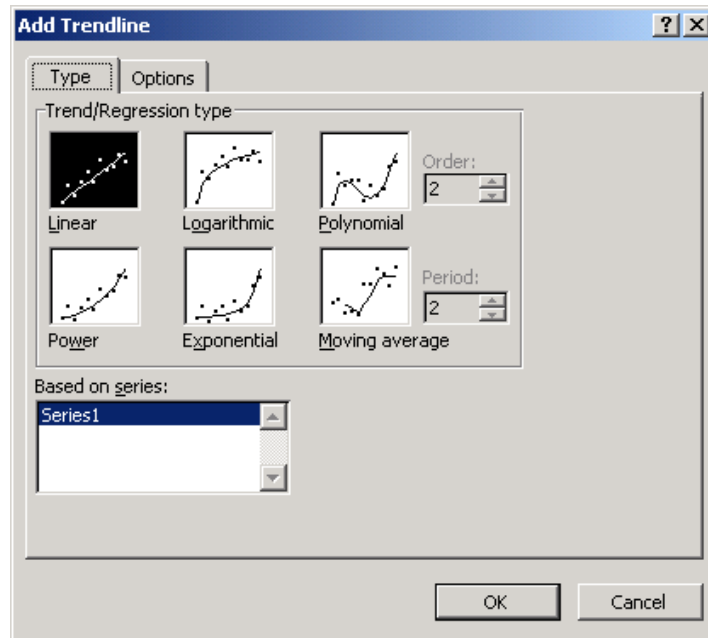 Add Trendline
Type Options
Trend/Regression type
Order:
2
Linear Logarithmic Polynomial
Period:
2
Power Exponential Moving average
Based on series:
Series1
OK Cancel